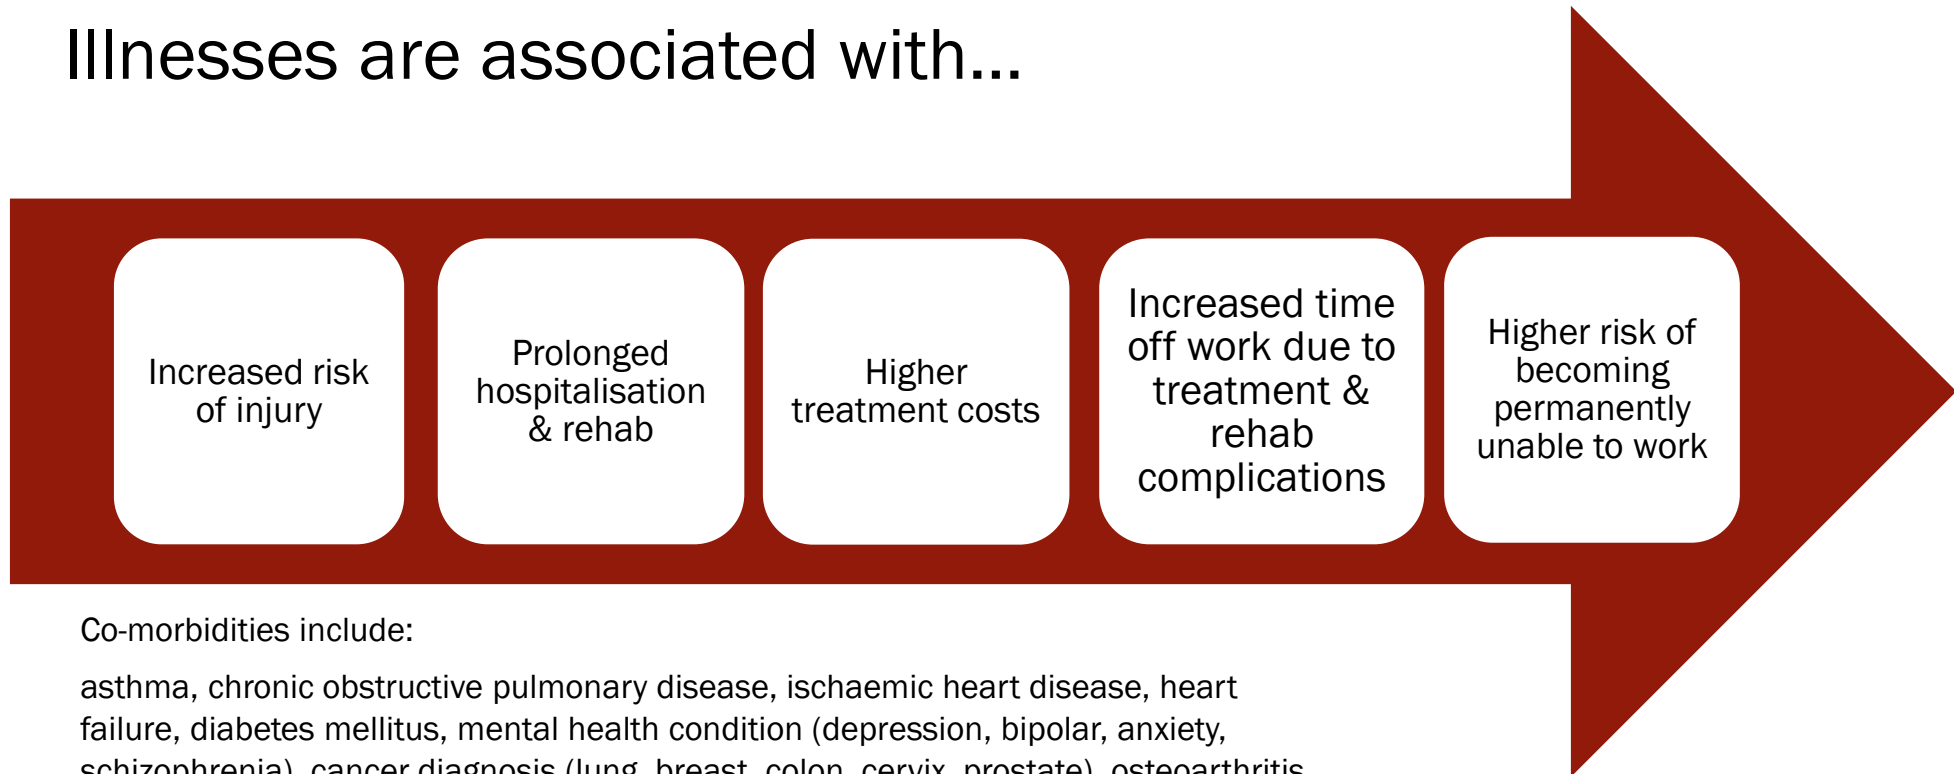 Illnesses are associated with...
Increased risk
of injury
Prolonged
hospitalisation
& rehab
Higher
treatment costs
Increased time
off work due to
treatment &
rehab
complications
Higher risk of
becoming
permanently
unable to work
Co-morbidities include:
asthma, chronic obstructive pulmonary disease, ischaemic heart disease, heart
failure, diabetes mellitus, mental health condition (depression, bipolar, anxiety,
schizophrenia), cancer diagnosis (lung, breast, colon, cervix, prostate), osteoarthritis